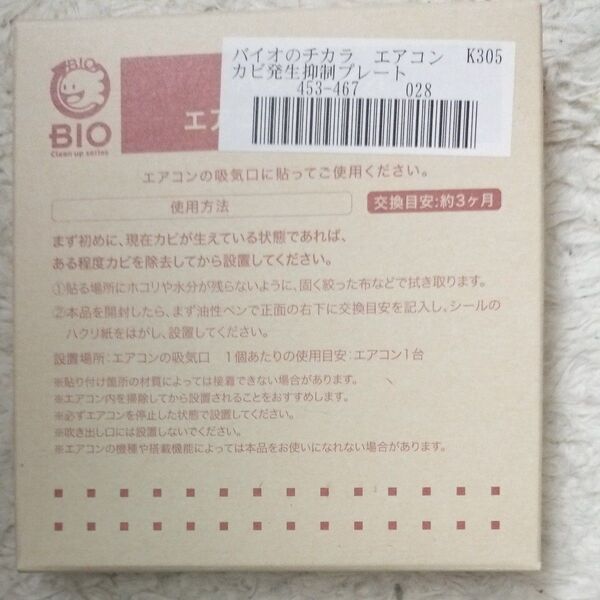 バイオのチカラ エアコン K305
カビ発生抑制プレート
453-467 028
BIO
BIO
Clean up series
エアコンの吸気口に貼ってご使用ください。
使用方法
交換目安:約3ヶ月
まず初めに、現在カビが生えている状態であれば、
ある程度カビを除去してから設置してください。
①貼る場所にホコリや水分が残らないように、固く絞った布などで拭き取ります。
②本品を開封したら、まず油性ペンで正面の右下に交換目安を記入し、シールの
ハクリ紙をはがし、設置してください。
設置場所:エアコンの吸気口 1個あたりの使用目安:エアコン1台
※貼り付け箇所の材質によっては接着できない場合があります。
※エアコン内を掃除してから設置されることをおすすめします。
※必ずエアコンを停止した状態で設置してください。
※吹き出し口には設置しないでください。
※エアコンの機種や搭載機能によっては本品をお使いになれない場合があります。